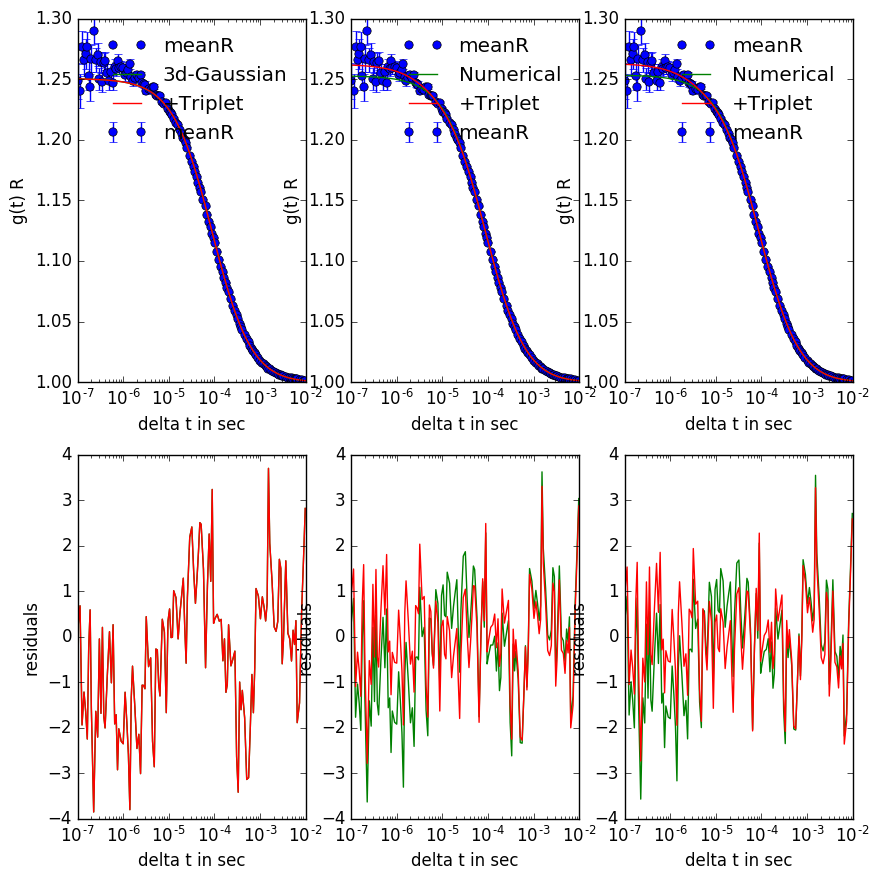 1.30
1.25
1.20
1.15
1.10
1.05
1.00
g(t) R
meanR
3d-Gaussian
+Triplet
meanR
10⁻⁷ 10⁻⁶ 10⁻⁵ 10⁻⁴ 10⁻³ 10⁻²
delta t in sec
1.30
1.25
1.20
1.15
1.10
1.05
1.00
g(t) R
meanR
Numerical
+Triplet
meanR
10⁻⁷ 10⁻⁶ 10⁻⁵ 10⁻⁴ 10⁻³ 10⁻²
delta t in sec
1.30
1.25
1.20
1.15
1.10
1.05
1.00
g(t) R
meanR
Numerical
+Triplet
meanR
10⁻⁷ 10⁻⁶ 10⁻⁵ 10⁻⁴ 10⁻³ 10⁻²
delta t in sec
4
3
2
1
0
−1
−2
−3
−4
residuals
10⁻⁷ 10⁻⁶ 10⁻⁵ 10⁻⁴ 10⁻³ 10⁻²
delta t in sec
4
3
2
1
0
−1
−2
−3
−4
residuals
10⁻⁷ 10⁻⁶ 10⁻⁵ 10⁻⁴ 10⁻³ 10⁻²
delta t in sec
4
3
2
1
0
−1
−2
−3
−4
residuals
10⁻⁷ 10⁻⁶ 10⁻⁵ 10⁻⁴ 10⁻³ 10⁻²
delta t in sec